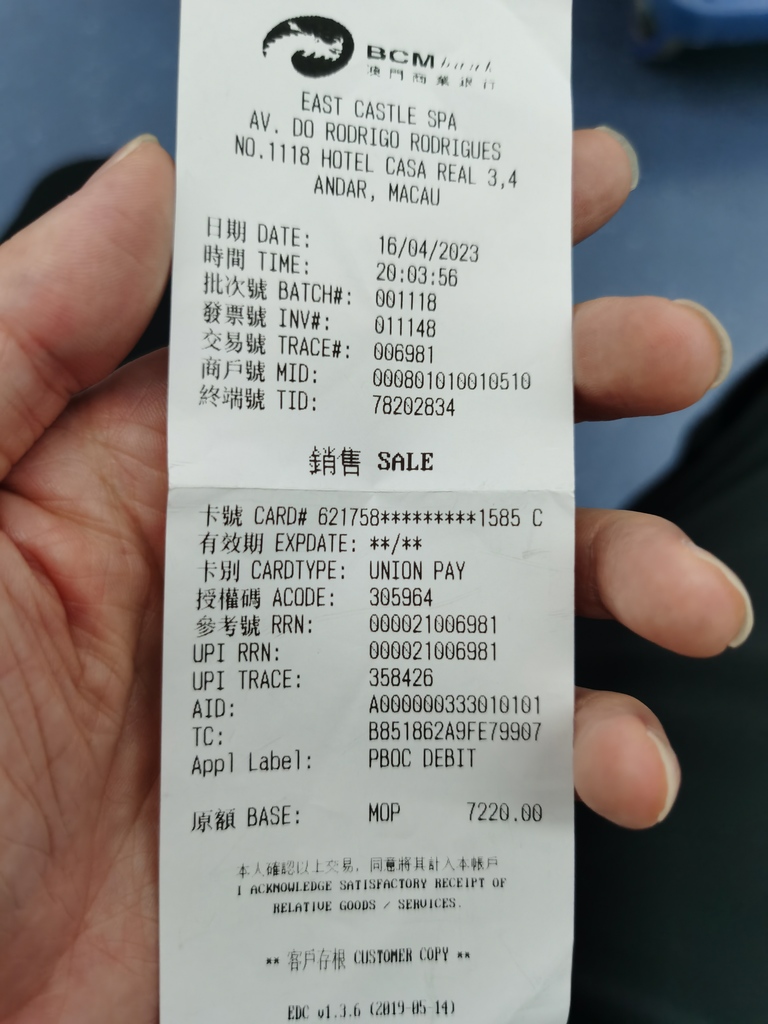 BCM bank
澳門商業銀行
EAST CASTLE SPA
AV. DO RODRIGO RODRIGUES
NO.1118 HOTEL CASA REAL 3,4
ANDAR, MACAU
日期 DATE: 16/04/2023
時間 TIME: 20:03:56
批次號 BATCH#: 001118
發票號 INV#: 011148
交易號 TRACE#: 006981
商戶號 MID: 000801010010510
終端號 TID: 78202834
銷售 SALE
卡號 CARD# 621758*********1585 C
有效期 EXPDATE: **/**
卡別 CARDTYPE: UNION PAY
授權碼 ACODE: 305964
參考號 RRN: 000021006981
UPI RRN: 000021006981
UPI TRACE: 358426
AID: A000000333010101
TC: B851862A9FE79907
Appl Label: PBOC DEBIT
原額 BASE: MOP 7220.00
本人確認以上交易, 同意將其計入本帳戶
I ACKNOWLEDGE SATISFACTORY RECEIPT OF
RELATIVE GOODS / SERVICES.
** 客戶存根 CUSTOMER COPY **
EDC v1.3.6 (2019-05-14)